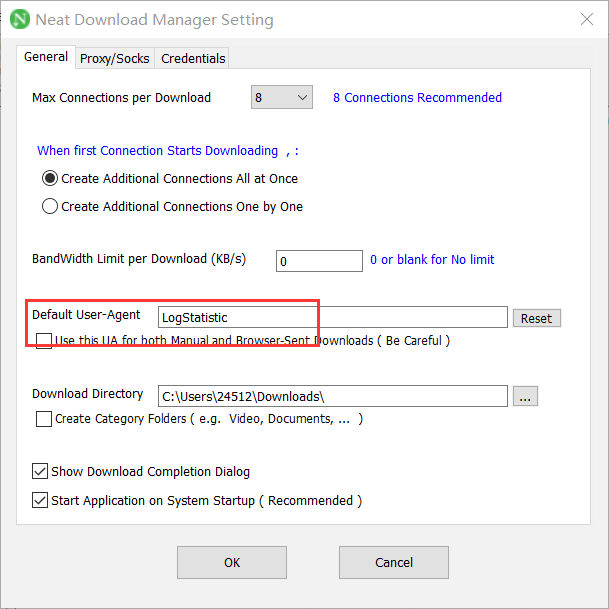 Neat Download Manager Setting
General Proxy/Socks Credentials
Max Connections per Download 8 8 Connections Recommended
When first Connection Starts Downloading , :
Create Additional Connections All at Once
Create Additional Connections One by One
BandWidth Limit per Download (KB/s) 0 0 or blank for No limit
Default User-Agent LogStatistic Reset
Use this UA for both Manual and Browser-Sent Downloads ( Be Careful )
Download Directory C:\Users\24512\Downloads\ ...
Create Category Folders ( e.g. Video, Documents, ... )
Show Download Completion Dialog
Start Application on System Startup ( Recommended )
OK Cancel